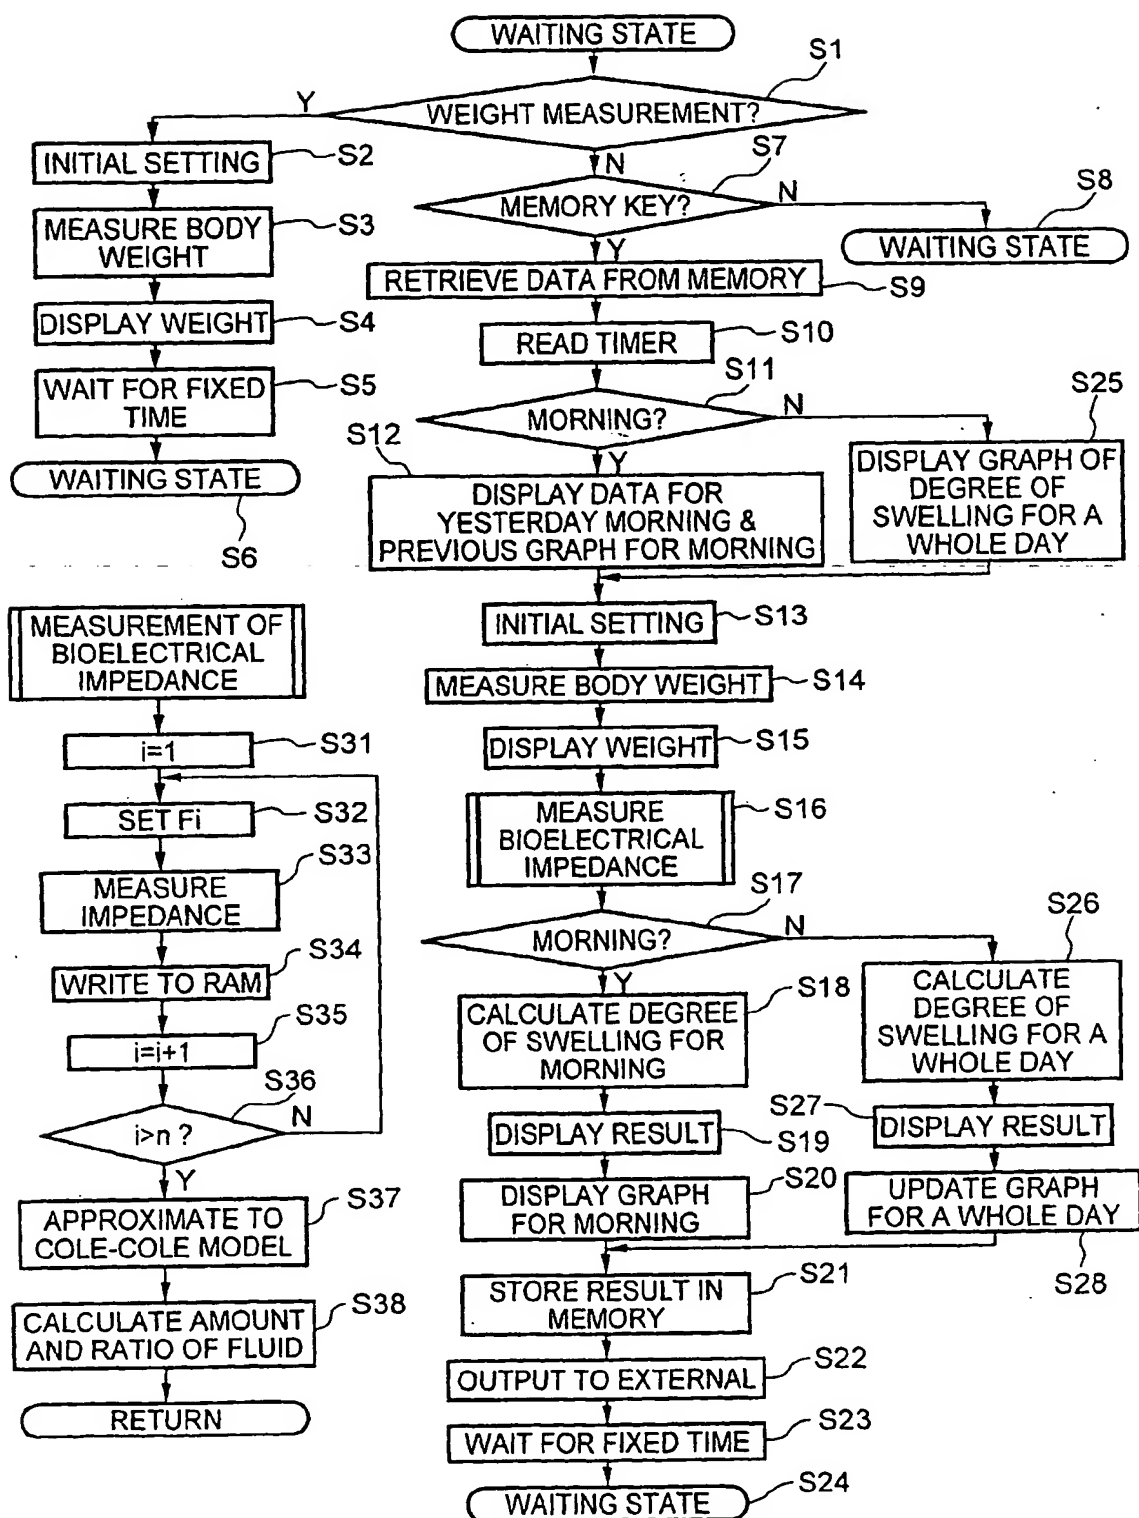 WAITING STATE
S1
Y
WEIGHT MEASUREMENT?
INITIAL SETTING
S2
MEASURE BODY
WEIGHT
S3
DISPLAY WEIGHT
S4
WAIT FOR FIXED
TIME
S5
WAITING STATE
S6
N
S7
MEMORY KEY?
N
S8
WAITING STATE
Y
RETRIEVE DATA FROM MEMORY
S9
READ TIMER
S10
S11
MORNING?
N
S25
S12
Y
DISPLAY DATA FOR
YESTERDAY MORNING &
PREVIOUS GRAPH FOR MORNING
DISPLAY GRAPH OF
DEGREE OF
SWELLING FOR A
WHOLE DAY
INITIAL SETTING
S13
MEASURE BODY WEIGHT
S14
DISPLAY WEIGHT
S15
MEASURE
BIOELECTRICAL
IMPEDANCE
S16
S17
MORNING?
N
S26
Y
S18
CALCULATE DEGREE
OF SWELLING FOR
MORNING
CALCULATE
DEGREE OF
SWELLING FOR A
WHOLE DAY
DISPLAY RESULT
S19
S27
DISPLAY RESULT
DISPLAY GRAPH
FOR MORNING
S20
UPDATE GRAPH
FOR A WHOLE DAY
S28
STORE RESULT IN
MEMORY
S21
OUTPUT TO EXTERNAL
S22
WAIT FOR FIXED TIME
S23
WAITING STATE
S24
MEASUREMENT OF
BIOELECTRICAL
IMPEDANCE
i=1
S31
SET Fi
S32
MEASURE
IMPEDANCE
S33
WRITE TO RAM
S34
i=i+1
S35
S36
i>n ?
N
Y
APPROXIMATE TO
COLE-COLE MODEL
S37
CALCULATE AMOUNT
AND RATIO OF FLUID
S38
RETURN